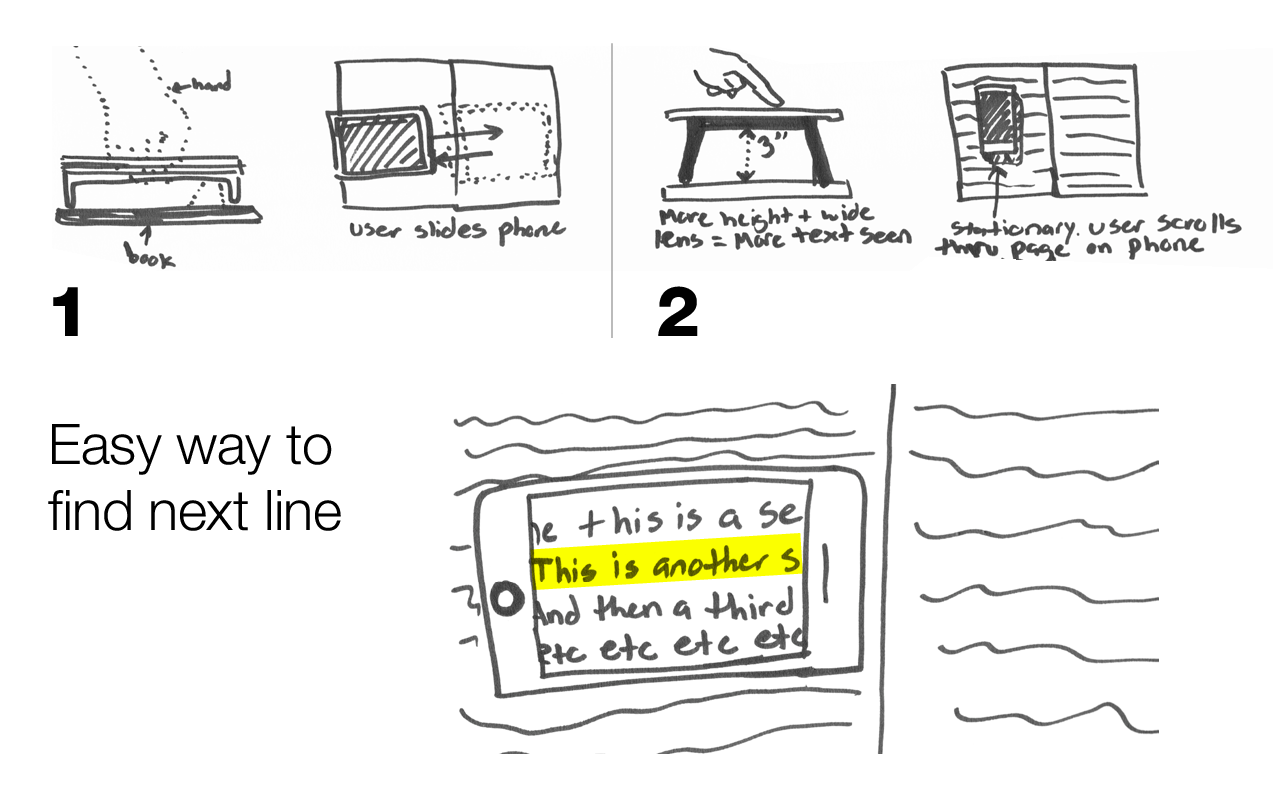 hand
book
user slides phone
1
3"
More height + wide
lens = More text seen
stationary. user scrolls
thru page on phone
2
Easy way to
find next line
ne this is a se
This is another s
And then a third
etc etc etc etc